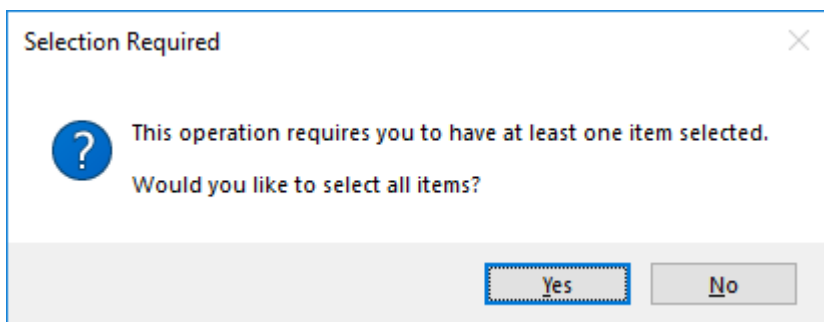 Selection Required
This operation requires you to have at least one item selected.
Would you like to select all items?
Yes No